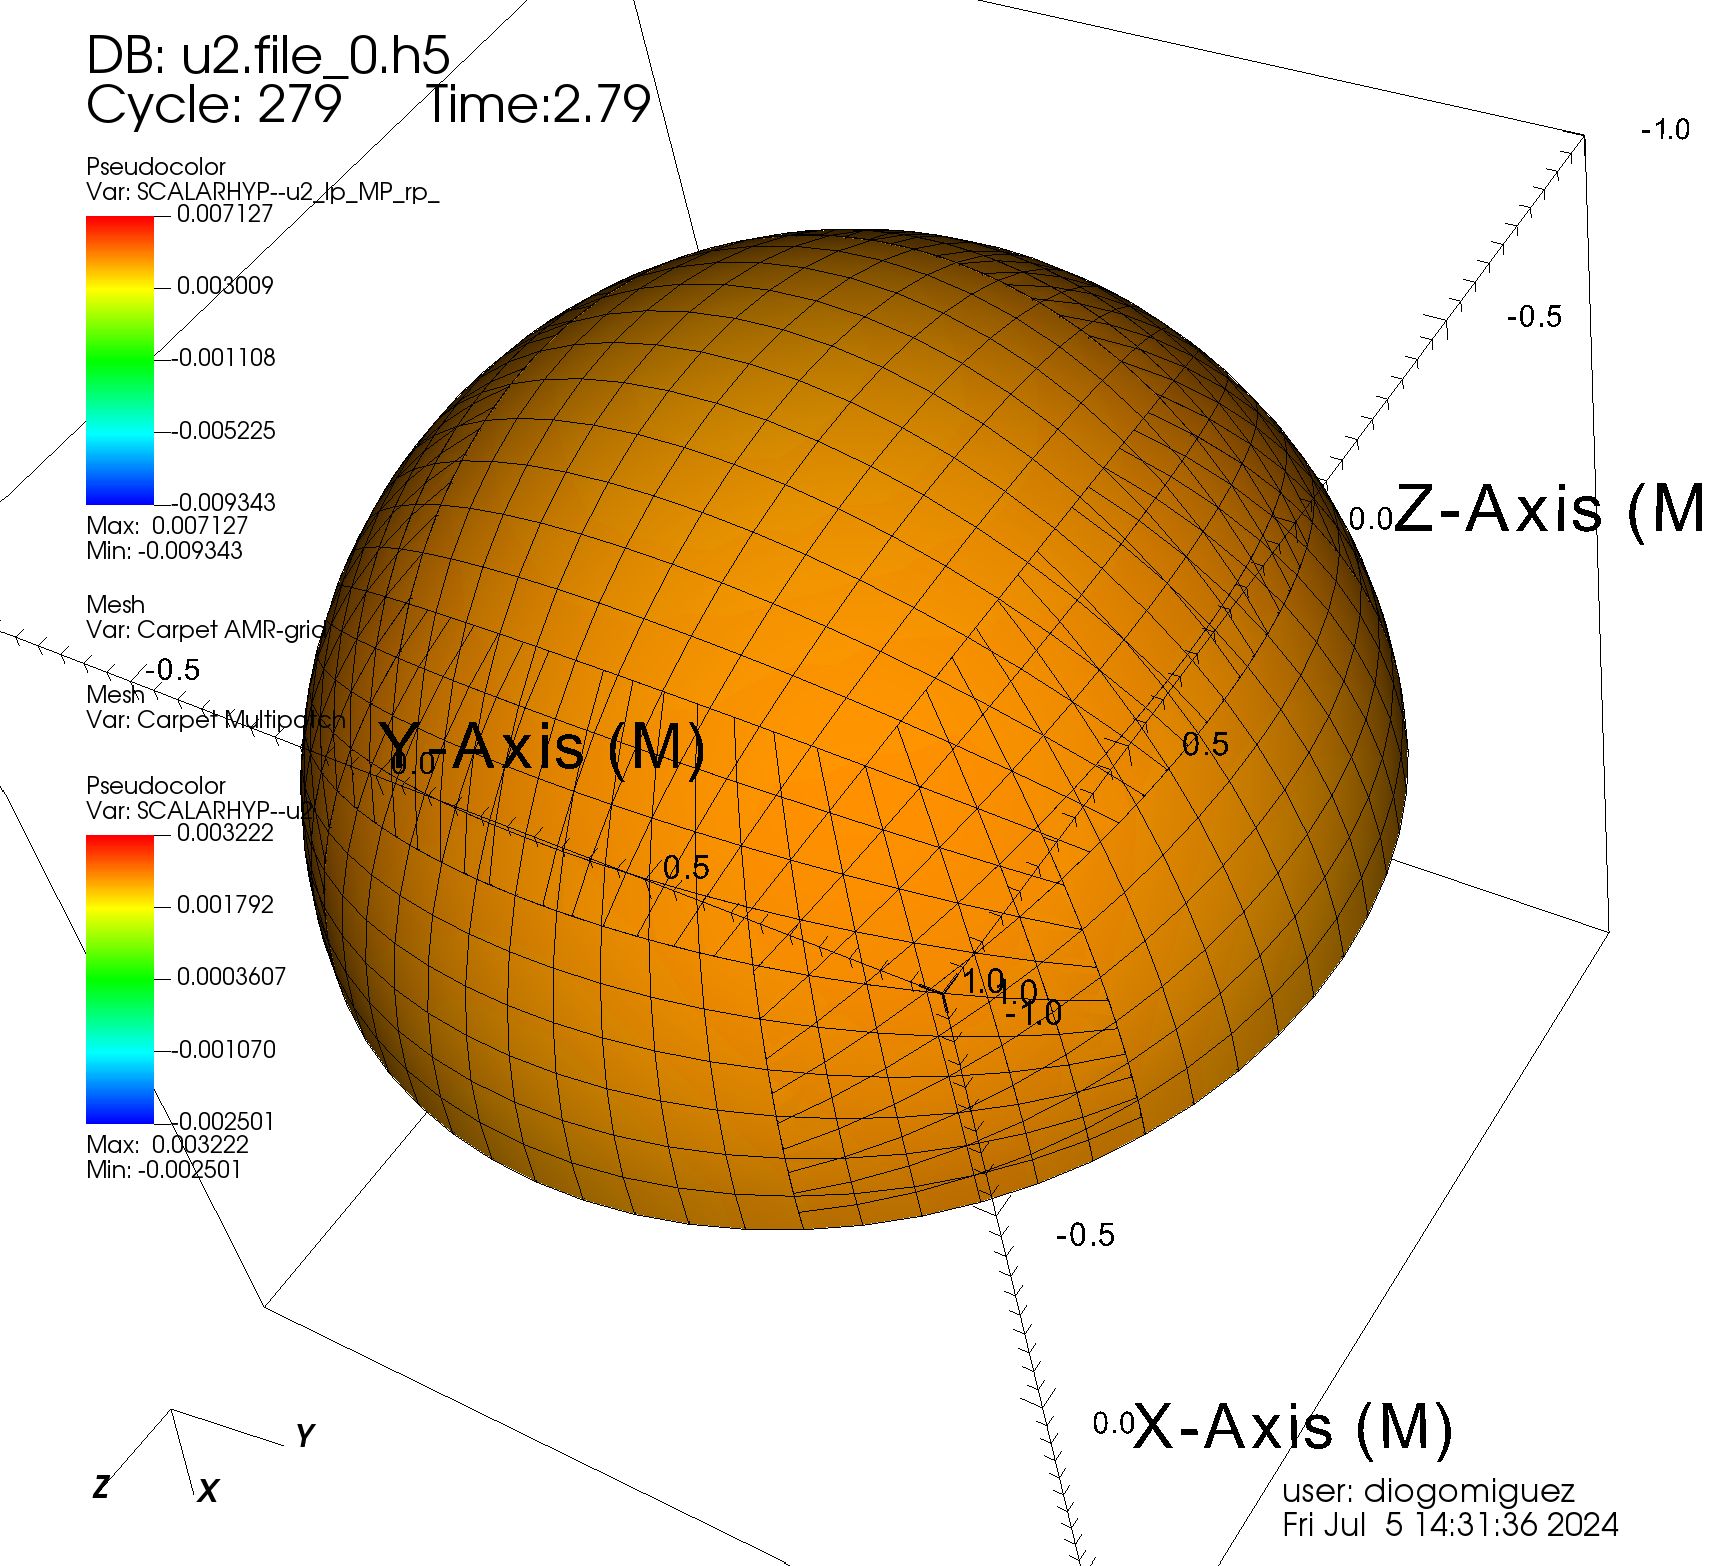 DB: u2.file_0.h5
Cycle: 279 Time:2.79
Pseudocolor
Var: SCALARHYP--u2_lp_MP_rp_
0.007127
0.003009
-0.001108
-0.005225
-0.009343
Max: 0.007127
Min: -0.009343
Mesh
Var: Carpet AMR-grid
Mesh
Var: Carpet Multipatch
Pseudocolor
Var: SCALARHYP--u2
0.003222
0.001792
0.0003607
-0.001070
-0.002501
Max: 0.003222
Min: -0.002501
-1.0
-0.5
0.0
Z-Axis (M
0.5
1.0
-0.5
Y-Axis (M)
0.0
0.5
1.0
-1.0
-0.5
0.0
X-Axis (M)
Z
X
Y
user: diogomiguez
Fri Jul 5 14:31:36 2024